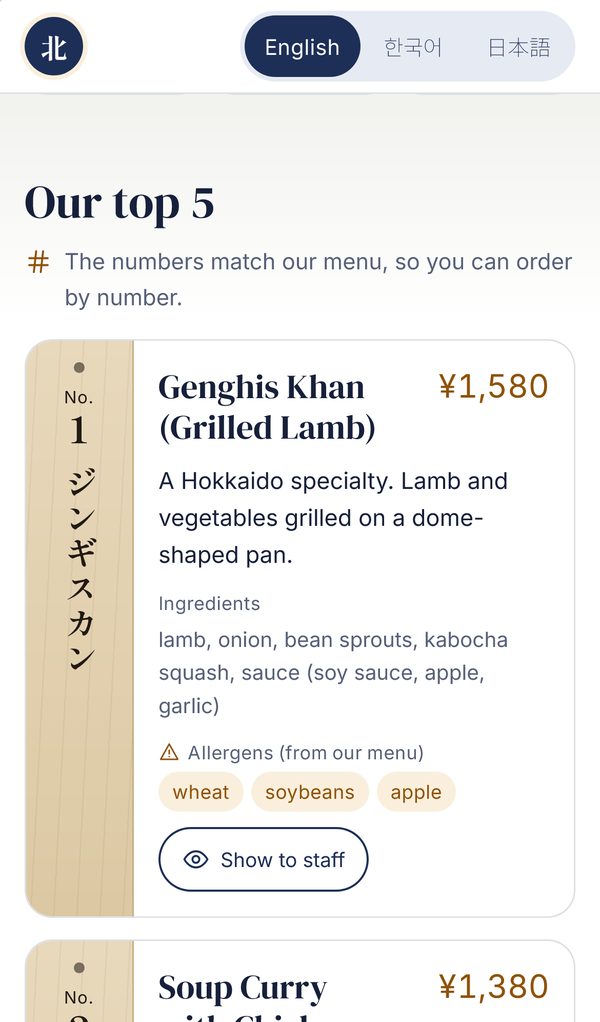 北
English
한국어
日本語
Our top 5
# The numbers match our menu, so you can order
by number.
No.
1
ジンギスカン
Genghis Khan
(Grilled Lamb)
¥1,580
A Hokkaido specialty. Lamb and
vegetables grilled on a dome-
shaped pan.
Ingredients
lamb, onion, bean sprouts, kabocha
squash, sauce (soy sauce, apple,
garlic)
Allergens (from our menu)
wheat
soybeans
apple
Show to staff
No.
Soup Curry
¥1,380